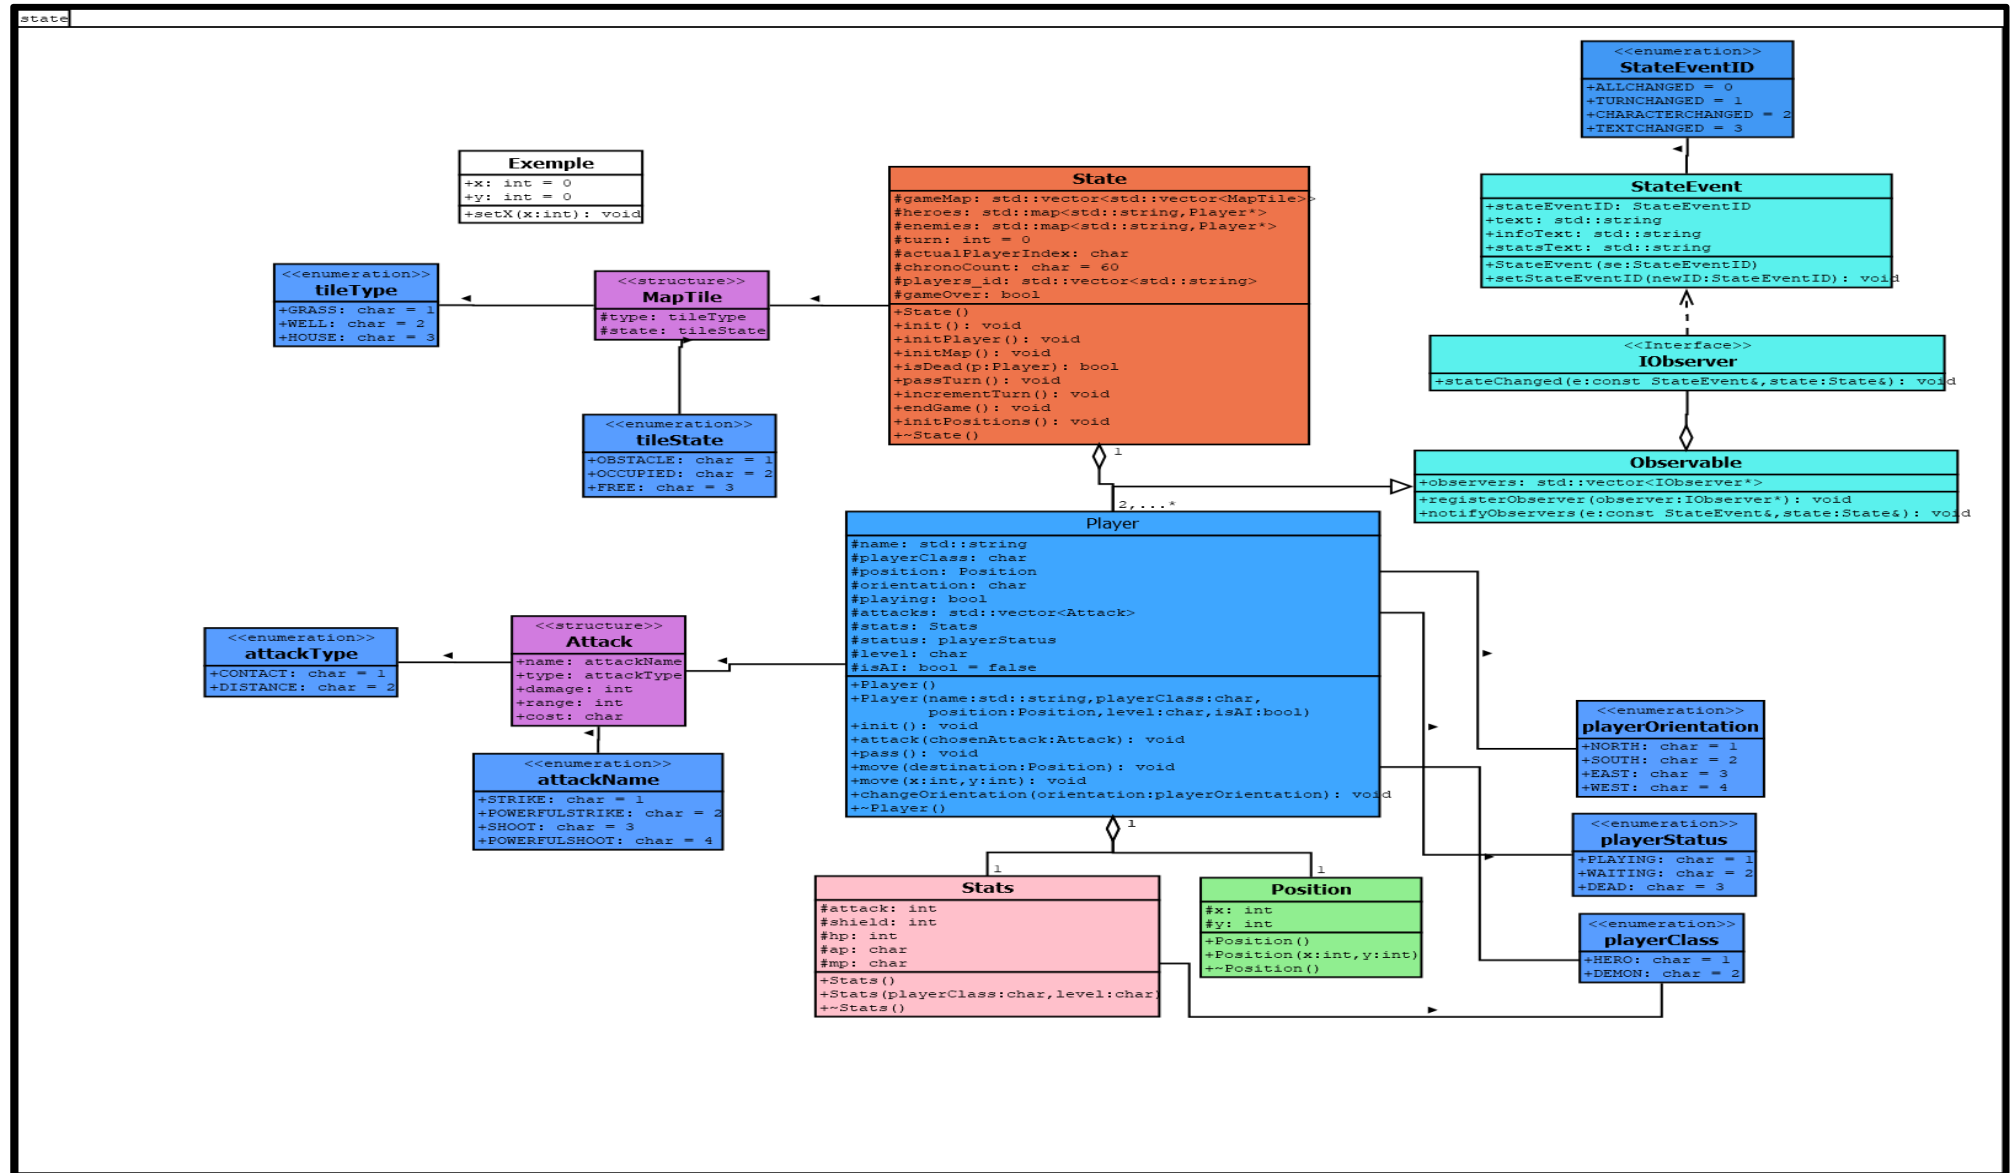 state
<<enumeration>>
StateEventID
+ALLCHANGED = 0
+TURNCHANGED = 1
+CHARACTERCHANGED = 2
+TEXTCHANGED = 3
Exemple
+x: int = 0
+y: int = 0
+setX(x:int): void
State
#gameMap: std::vector<std::vector<MapTile>>
#heroes: std::map<std::string,Player*>
#enemies: std::map<std::string,Player*>
#turn: int = 0
#actualPlayerIndex: char
#chronoCount: char = 60
#players_id: std::vector<std::string>
#gameOver: bool
+State()
+init(): void
+initPlayer(): void
+initMap(): void
+isDead(p:Player): bool
+passTurn(): void
+incrementTurn(): void
+endGame(): void
+initPositions(): void
+~State()
StateEvent
+stateEventID: StateEventID
+text: std::string
+infoText: std::string
+statsText: std::string
+StateEvent(se:StateEventID)
+setStateEventID(newID:StateEventID): void
<<enumeration>>
tileType
+GRASS: char = 1
+WELL: char = 2
+HOUSE: char = 3
<<structure>>
MapTile
#type: tileType
#state: tileState
<<Interface>>
IObserver
+stateChanged(e:const StateEvent&,state:State&): void
<<enumeration>>
tileState
+OBSTACLE: char = 1
+OCCUPIED: char = 2
+FREE: char = 3
1
2,...*
Observable
+observers: std::vector<IObserver*>
+registerObserver(observer:IObserver*): void
+notifyObservers(e:const StateEvent&,state:State&): void
Player
#name: std::string
#playerClass: char
#position: Position
#orientation: char
#playing: bool
#attacks: std::vector<Attack>
#stats: Stats
#status: playerStatus
#level: char
#isAI: bool = false
+Player()
+Player(name:std::string,playerClass:char,
position:Position,level:char,isAI:bool)
+init(): void
+attack(chosenAttack:Attack): void
+pass(): void
+move(destination:Position): void
+move(x:int,y:int): void
+changeOrientation(orientation:playerOrientation): void
+~Player()
<<enumeration>>
attackType
+CONTACT: char = 1
+DISTANCE: char = 2
<<structure>>
Attack
+name: attackName
+type: attackType
+damage: int
+range: int
+cost: char
<<enumeration>>
attackName
+STRIKE: char = 1
+POWERFULSTRIKE: char = 2
+SHOOT: char = 3
+POWERFULSHOOT: char = 4
<<enumeration>>
playerOrientation
+NORTH: char = 1
+SOUTH: char = 2
+EAST: char = 3
+WEST: char = 4
<<enumeration>>
playerStatus
+PLAYING: char = 1
+WAITING: char = 2
+DEAD: char = 3
<<enumeration>>
playerClass
+HERO: char = 1
+DEMON: char = 2
1
1
1
Stats
#attack: int
#shield: int
#hp: int
#ap: char
#mp: char
+Stats()
+Stats(playerClass:char,level:char)
+~Stats()
Position
#x: int
#y: int
+Position()
+Position(x:int,y:int)
+~Position()